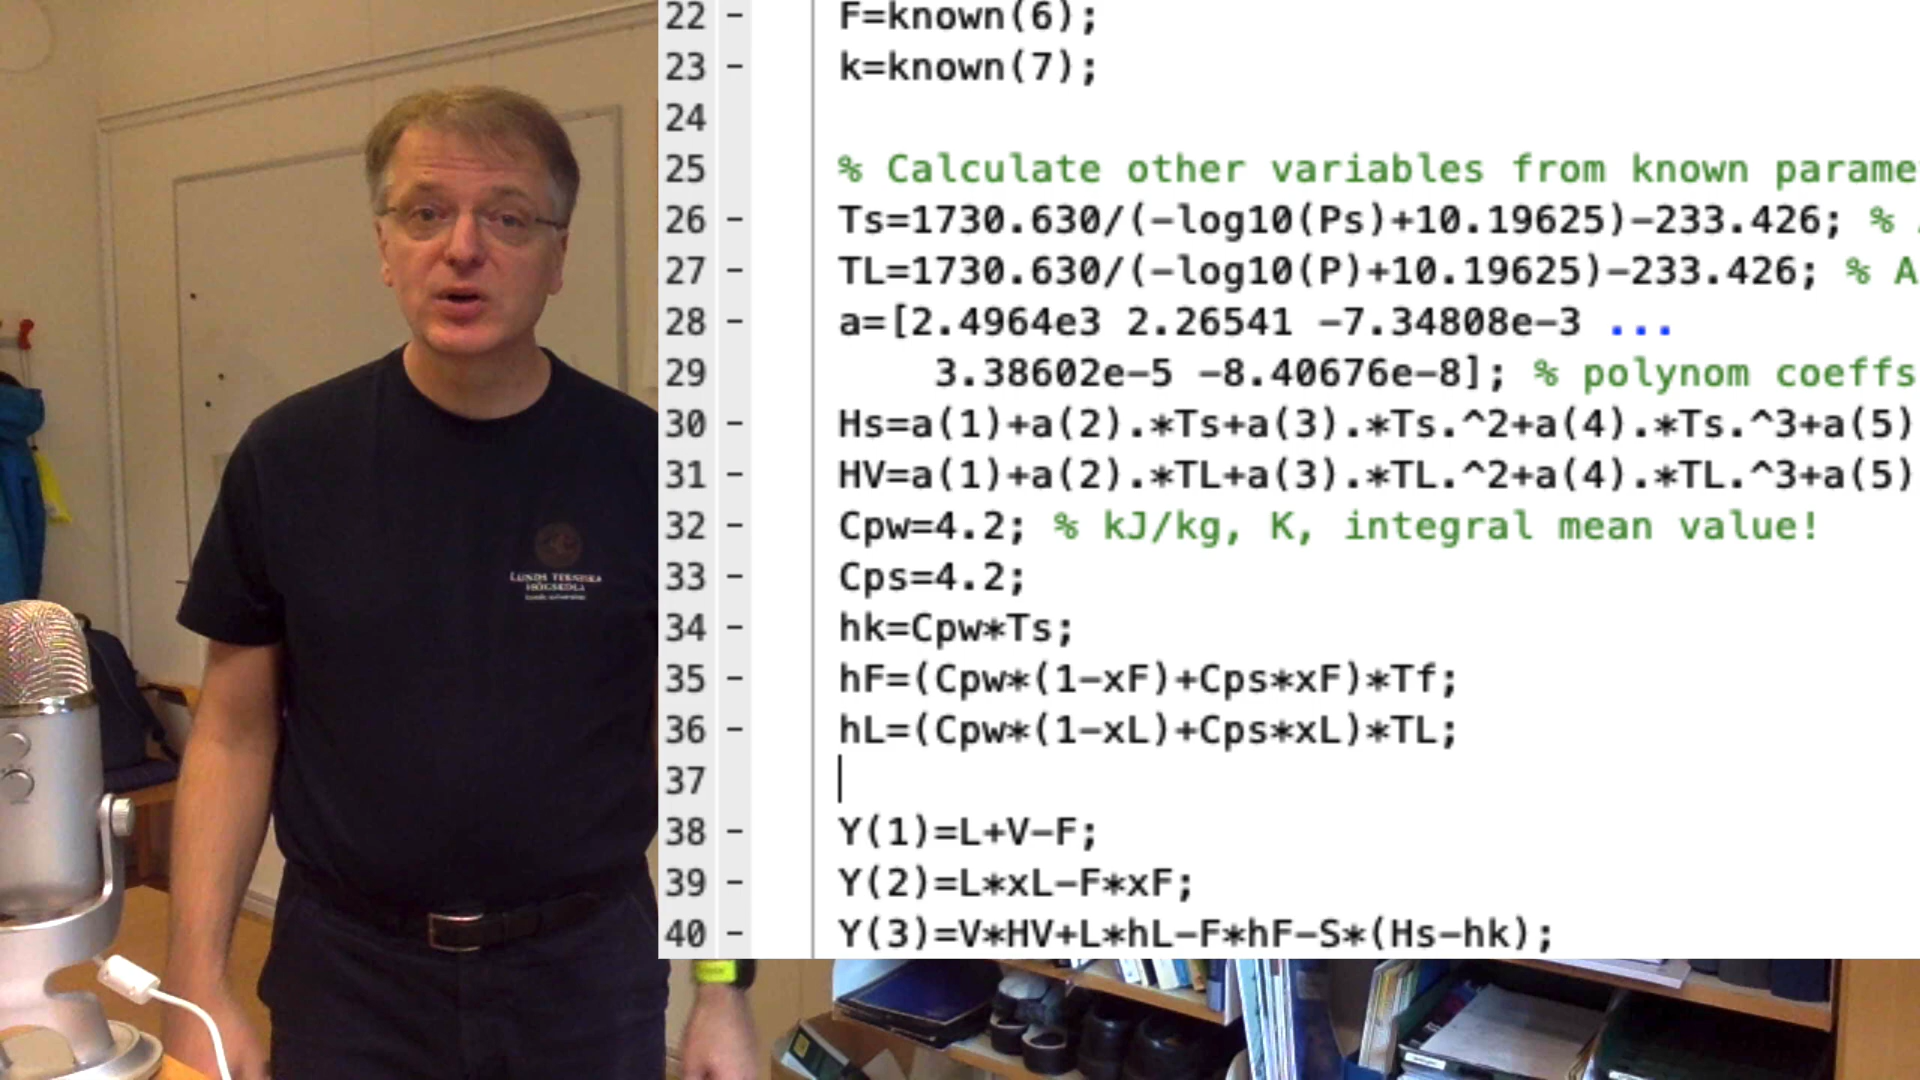 22 - F=known(6);
23 - k=known(7);
24
25 % Calculate other variables from known parame
26 - Ts=1730.630/(-log10(Ps)+10.19625)-233.426; %
27 - TL=1730.630/(-log10(P)+10.19625)-233.426; % A
28 - a=[2.4964e3 2.26541 -7.34808e-3 ...
29 3.38602e-5 -8.40676e-8]; % polynom coeffs
30 - Hs=a(1)+a(2).*Ts+a(3).*Ts.^2+a(4).*Ts.^3+a(5)
31 - HV=a(1)+a(2).*TL+a(3).*TL.^2+a(4).*TL.^3+a(5)
32 - Cpw=4.2; % kJ/kg, K, integral mean value!
33 - Cps=4.2;
34 - hk=Cpw*Ts;
35 - hF=(Cpw*(1-xF)+Cps*xF)*Tf;
36 - hL=(Cpw*(1-xL)+Cps*xL)*TL;
37
38 - Y(1)=L+V-F;
39 - Y(2)=L*xL-F*xF;
40 - Y(3)=V*HV+L*hL-F*hF-S*(Hs-hk);
LUNDS TEKNISKA
HÖGSKOLA